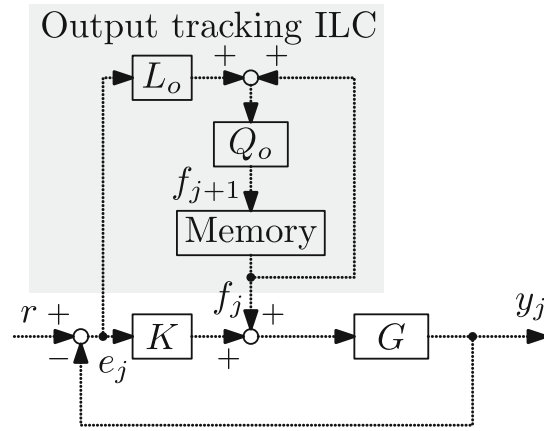 Output tracking ILC
+ +
L_o
Q_o
f_{j+1}
Memory
r + f_j + y_j
K G
− e_j +